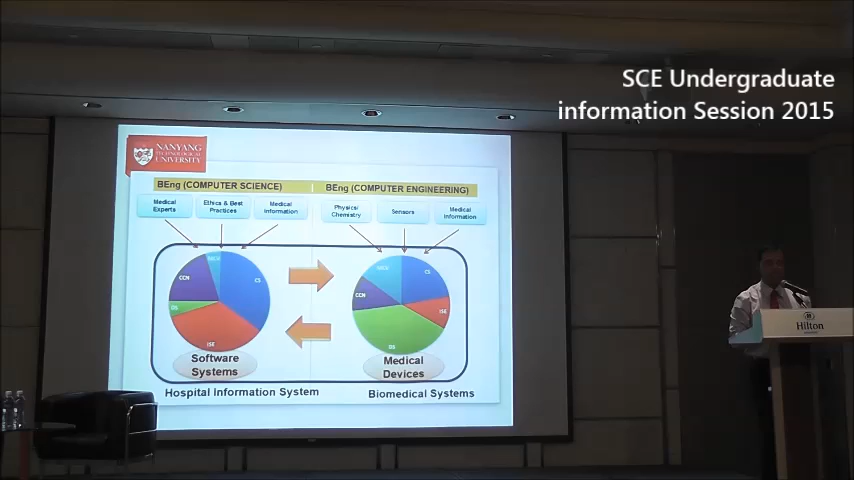 SCE Undergraduate
information Session 2015
NANYANG
TECHNOLOGICAL
UNIVERSITY
BEng (COMPUTER SCIENCE) | BEng (COMPUTER ENGINEERING)
Medical
Experts
Ethics & Best
Practices
Medical
Information
Physics/
Chemistry
Sensors
Medical
Information
CS
ISE
CCN
CS
ISE
CCN
Software
Systems
Medical
Devices
Hospital Information System
Biomedical Systems
Hilton